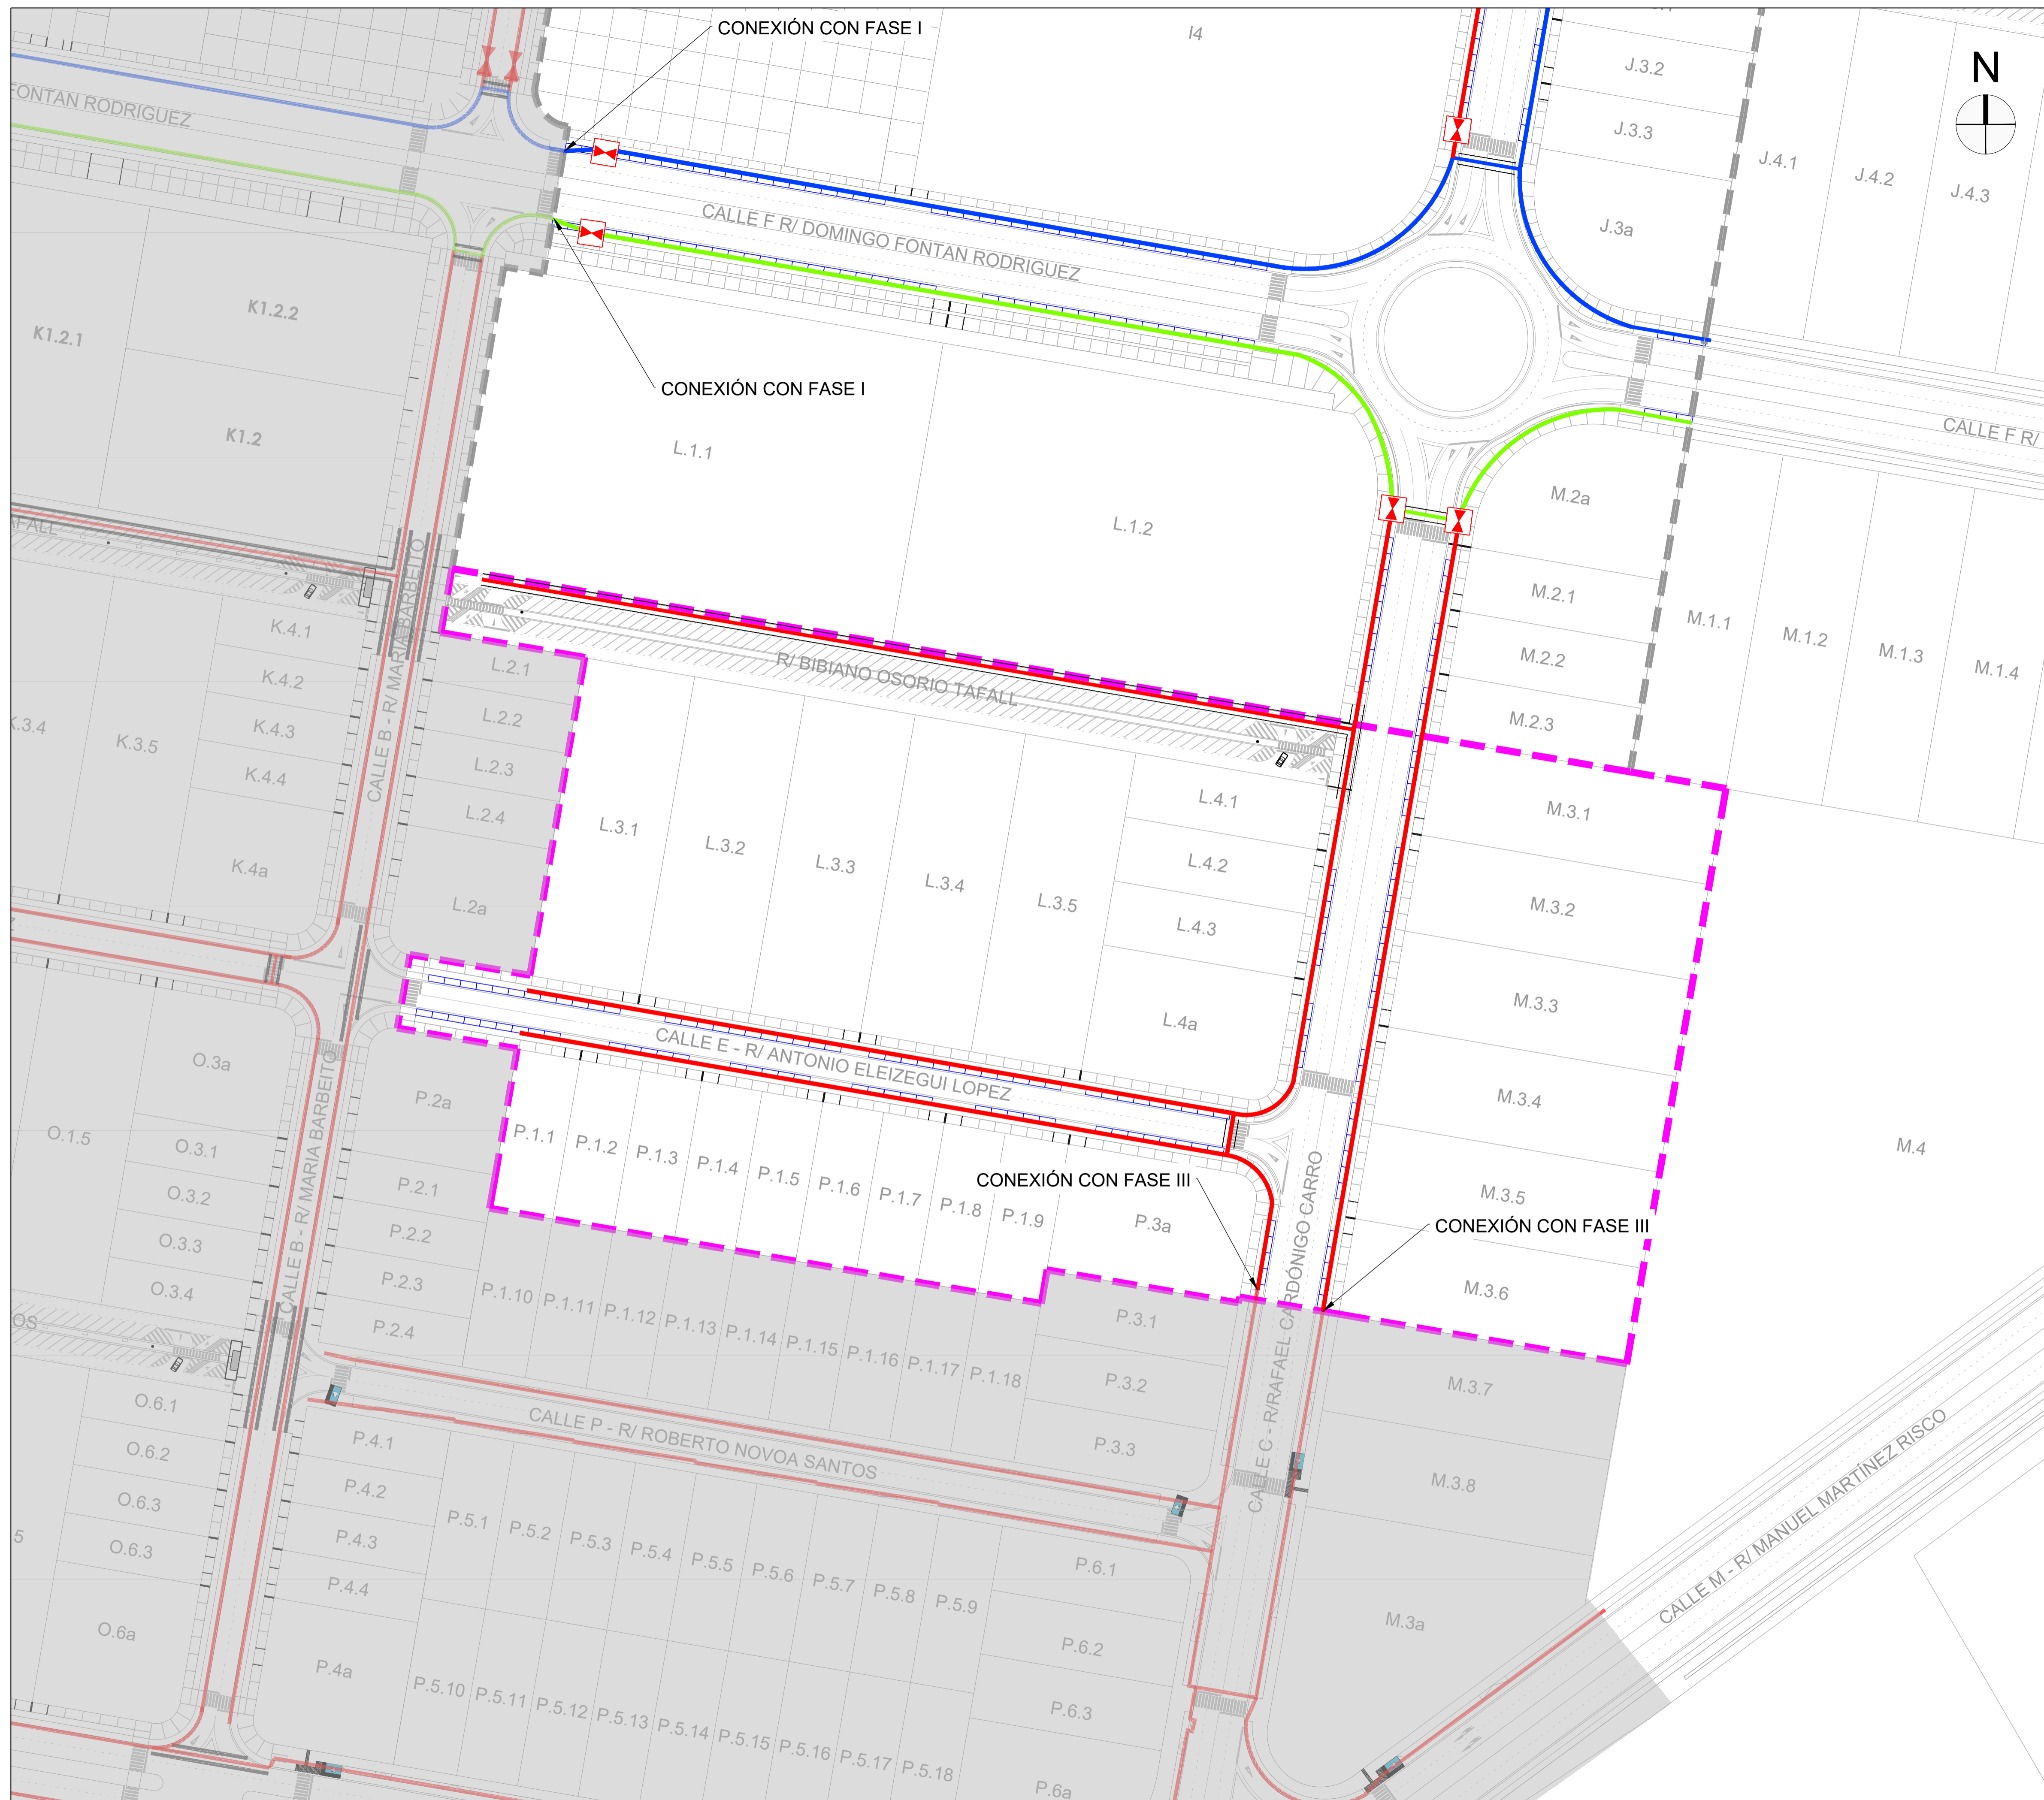 CONEXIÓN CON FASE I
I4
N
J.3.2
J.3.3
J.3a
J.4.1
J.4.2
J.4.3
FONTAN RODRIGUEZ
CALLE F R/ DOMINGO FONTAN RODRIGUEZ
CONEXIÓN CON FASE I
CALLE F R/
K1.2.1
K1.2.2
K1.2
L.1.1
L.1.2
M.2a
M.2.1
M.2.2
M.2.3
M.1.1
M.1.2
M.1.3
M.1.4
AFALL
CALLE B - R/ MARIA BARBEITO
R/ BIBIANO OSORIO TAFALL
K.4.1
K.4.2
K.4.3
K.4.4
K.4a
K.3.4
K.3.5
L.2.1
L.2.2
L.2.3
L.2.4
L.2a
L.3.1
L.3.2
L.3.3
L.3.4
L.3.5
L.4.1
L.4.2
L.4.3
L.4a
M.3.1
M.3.2
M.3.3
M.3.4
M.3.5
M.3.6
M.4
CALLE E - R/ ANTONIO ELEIZEGUI LOPEZ
CONEXIÓN CON FASE III
CONEXIÓN CON FASE III
CALLE C - R/RAFAEL CARDÓNIGO CARRO
O.3a
O.1.5
O.3.1
O.3.2
O.3.3
O.3.4
CALLE B - R/ MARIA BARBEITO
P.2a
P.2.1
P.2.2
P.2.3
P.2.4
P.1.1
P.1.2
P.1.3
P.1.4
P.1.5
P.1.6
P.1.7
P.1.8
P.1.9
P.3a
P.1.10
P.1.11
P.1.12
P.1.13
P.1.14
P.1.15
P.1.16
P.1.17
P.1.18
P.3.1
P.3.2
P.3.3
M.3.7
M.3.8
M.3a
OS
CALLE P - R/ ROBERTO NOVOA SANTOS
CALLE M - R/ MANUEL MARTÍNEZ RISCO
O.6.1
O.6.2
O.6.3
O.6.3
O.6a
5
P.4.1
P.4.2
P.4.3
P.4.4
P.4a
P.5.1
P.5.2
P.5.3
P.5.4
P.5.5
P.5.6
P.5.7
P.5.8
P.5.9
P.5.10
P.5.11
P.5.12
P.5.13
P.5.14
P.5.15
P.5.16
P.5.17
P.5.18
P.6.1
P.6.2
P.6.3
P.6a